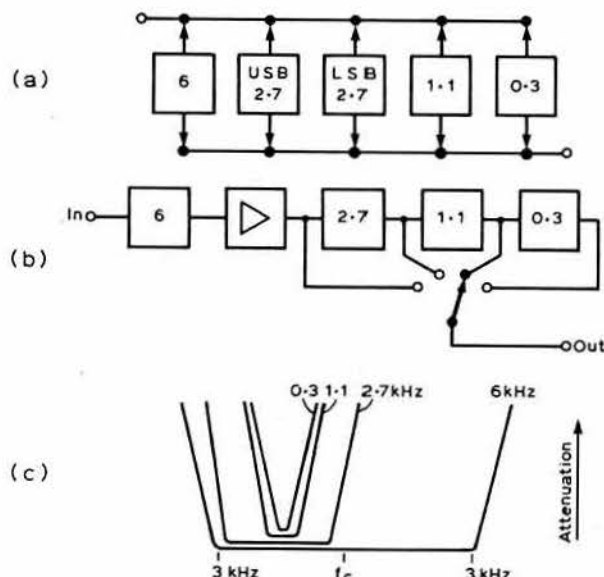 (a)
6
USB
2·7
LSB
2·7
1·1
0·3
(b)
In
6
2·7
1·1
0·3
Out
(c)
0·3 1·1 2·7kHz 6kHz
Attenuation
3 kHz fc 3 kHz